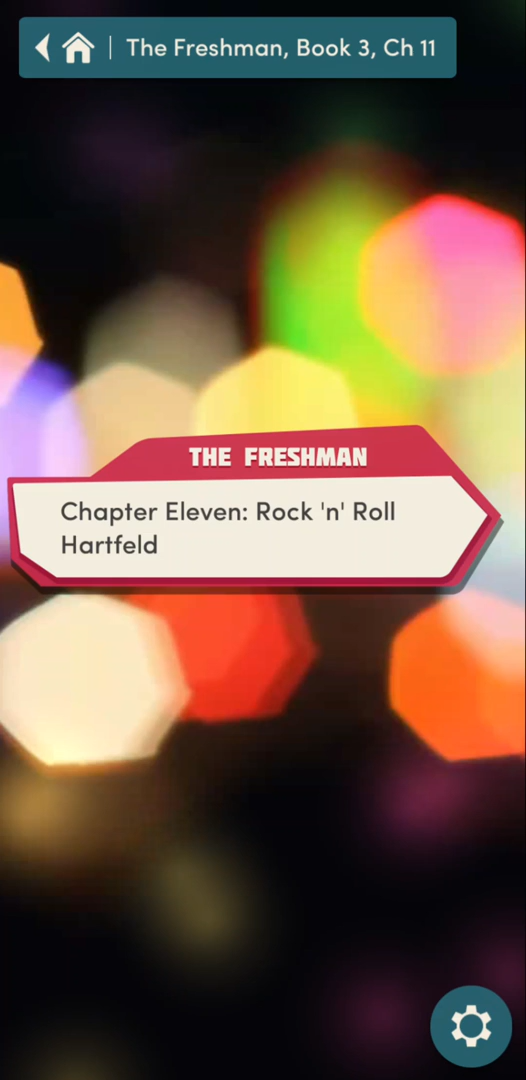 The Freshman, Book 3, Ch 11
THE FRESHMAN
Chapter Eleven: Rock 'n' Roll
Hartfeld